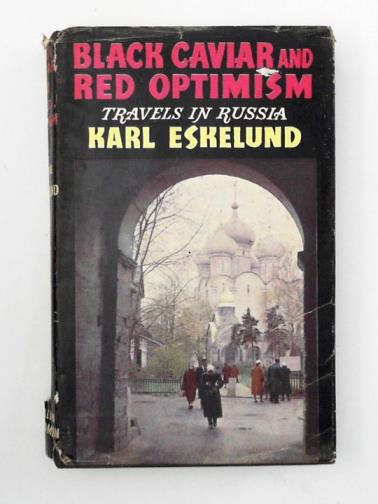 BLACK CAVIAR AND
RED OPTIMISM
TRAVELS IN RUSSIA
KARL ESKELUND